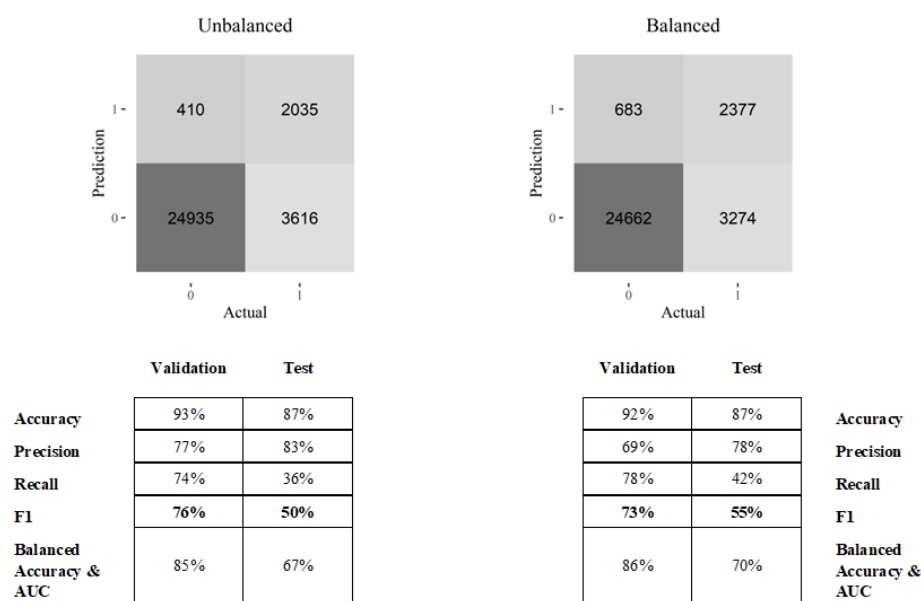 Unbalanced
1 -
410
2035
Prediction
0 -
24935
3616
0
1
Actual
Balanced
1 -
683
2377
Prediction
0 -
24662
3274
0
1
Actual
Validation Test
Accuracy 93% 87%
Precision 77% 83%
Recall 74% 36%
F1 76% 50%
Balanced
Accuracy & 85% 67%
AUC
Validation Test
92% 87% Accuracy
69% 78% Precision
78% 42% Recall
73% 55% F1
Balanced
86% 70% Accuracy &
AUC